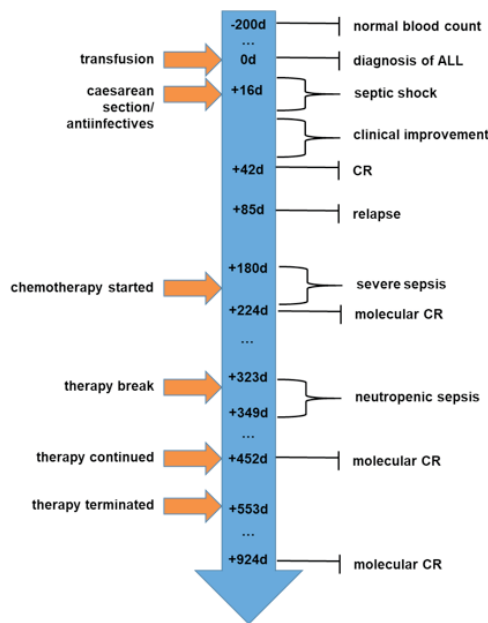 -200d
normal blood count
...
transfusion
0d
diagnosis of ALL
caesarean
section/
antiinfectives
+16d
septic shock
clinical improvement
+42d
CR
+85d
relapse
+180d
chemotherapy started
severe sepsis
+224d
molecular CR
...
+323d
therapy break
neutropenic sepsis
+349d
...
therapy continued
+452d
molecular CR
therapy terminated
+553d
...
+924d
molecular CR